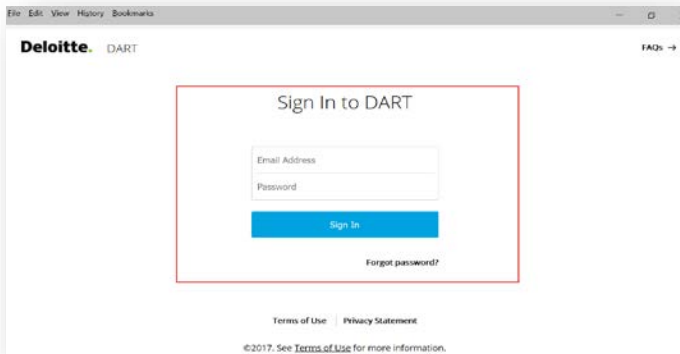 File Edit View History Bookmarks
Deloitte. DART
FAQs →
Sign In to DART
Email Address
Password
Sign In
Forgot password?
Terms of Use | Privacy Statement
©2017. See Terms of Use for more information.